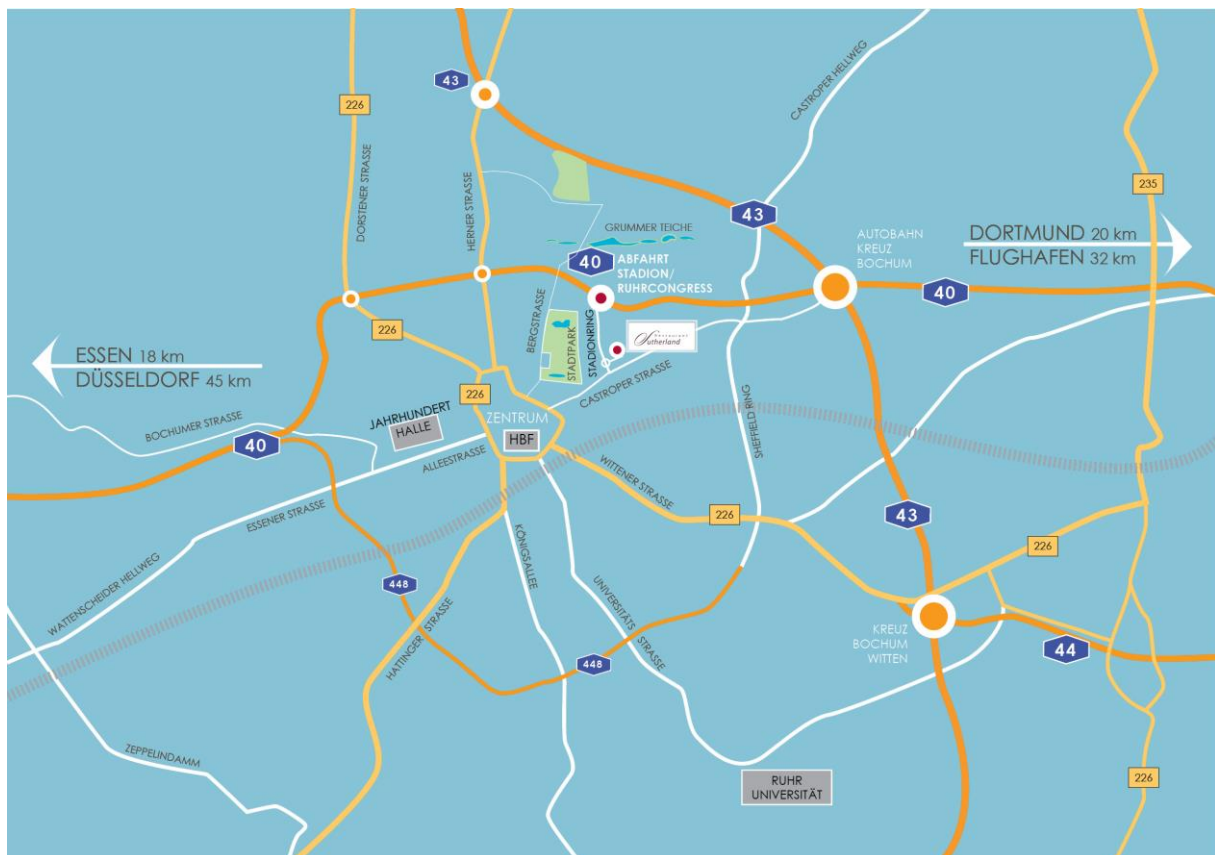 43
CASTROPER HELLWEG
226
235
DORSTENER STRASSE
HERNER STRASSE
43
GRUMMER TEICHE
DORTMUND 20 km
FLUGHAFEN 32 km
AUTOBAHN
KREUZ
BOCHUM
40
ABFAHRT
STADION/
RUHRCONGRESS
40
BERGSTRASSE
STADTPARK
STADIONRING
RESTAURANT
Sutherland
226
ESSEN 18 km
DÜSSELDORF 45 km
CASTROPER STRASSE
226
ZENTRUM
SHEFFIELD RING
JAHRHUNDERT
HALLE
BOCHUMER STRASSE
40
HBF
ALLEESTRASSE
WITTENER STRASSE
ESSENER STRASSE
226
43
KÖNIGSALLEE
226
WATTENSCHEIDER HELLWEG
448
UNIVERSITÄTS STRASSE
HATTINGER STRASSE
KREUZ
BOCHUM
WITTEN
44
448
ZEPPELINDAMM
RUHR
UNIVERSITÄT
226